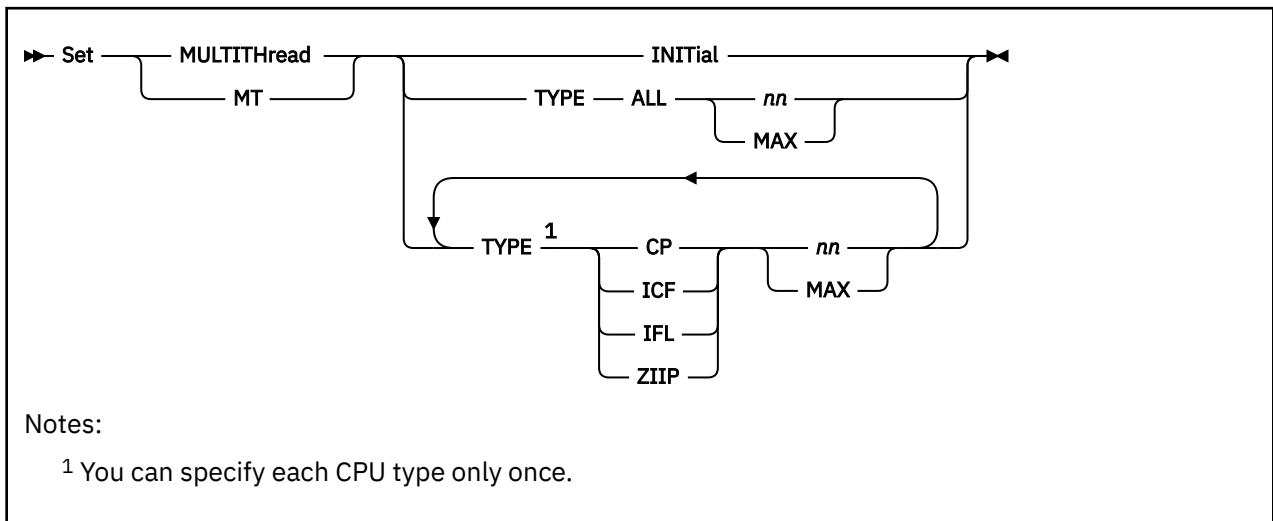 Set MULTITHread INITial
MT TYPE ALL nn
MAX
TYPE 1 CP nn
ICF MAX
IFL
ZIIP
Notes:
1 You can specify each CPU type only once.